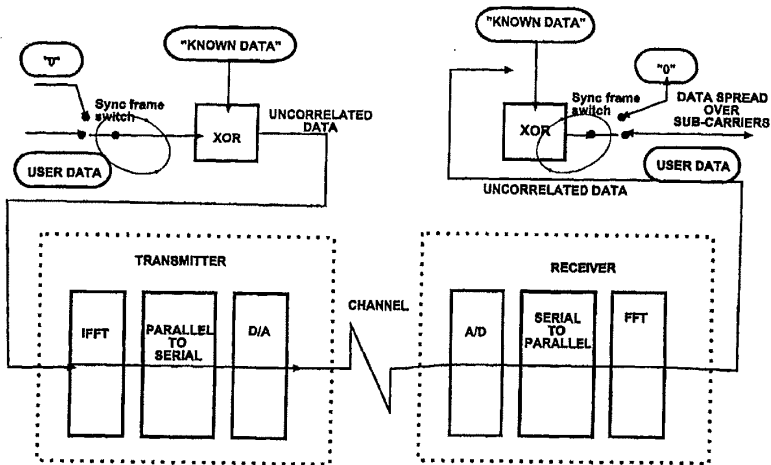 "0"
"KNOWN DATA"
Sync frame
switch
XOR
UNCORRELATED
DATA
USER DATA
"KNOWN DATA"
"0"
Sync frame
switch
XOR
DATA SPREAD
OVER
SUB-CARRIERS
USER DATA
UNCORRELATED DATA
TRANSMITTER
IFFT
PARALLEL
TO
SERIAL
D/A
CHANNEL
RECEIVER
A/D
SERIAL
TO
PARALLEL
FFT